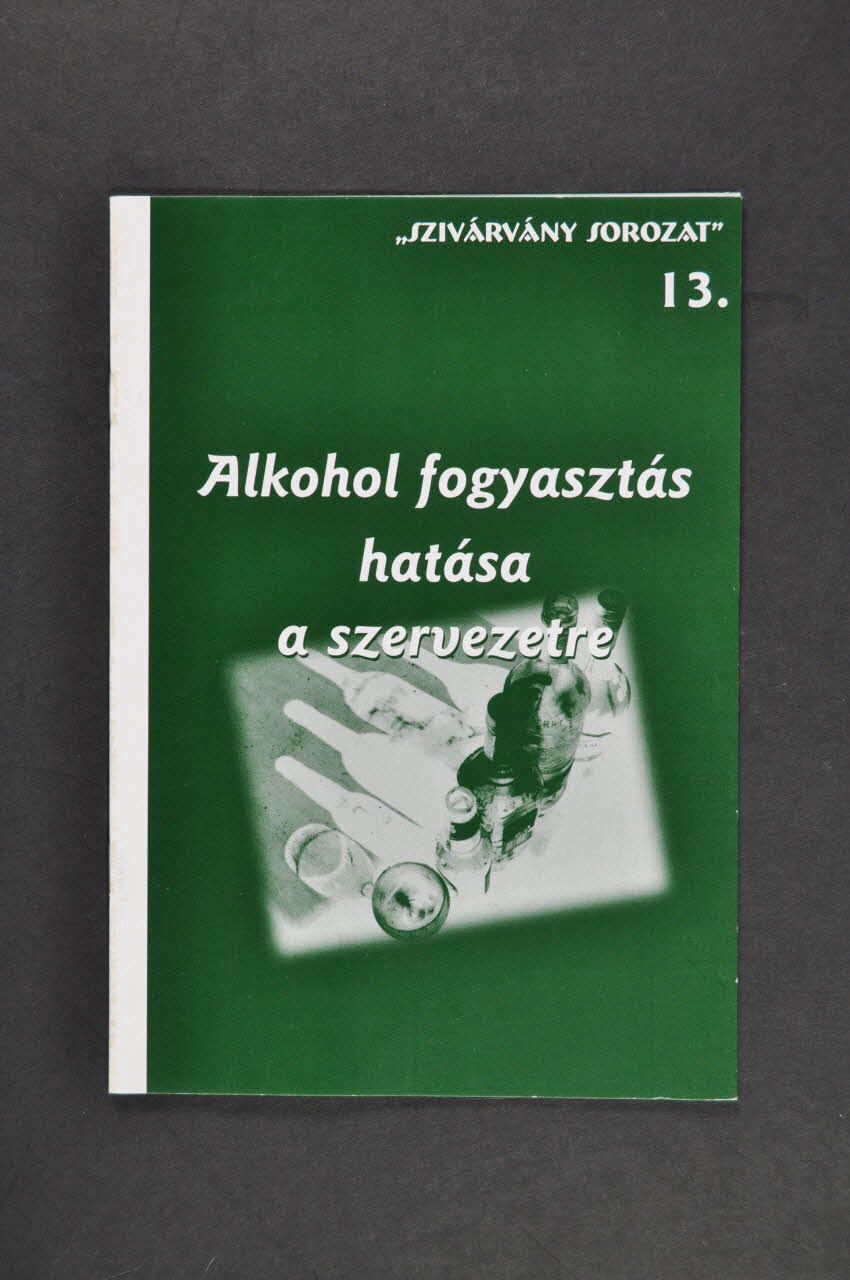 „SZIVÁRVÁNY SOROZAT”
13.
Alkohol fogyasztás
hatása
a szervezetre